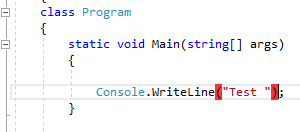 {
class Program
{
static void Main(string[] args)
{
Console.WriteLine("Test ");
}